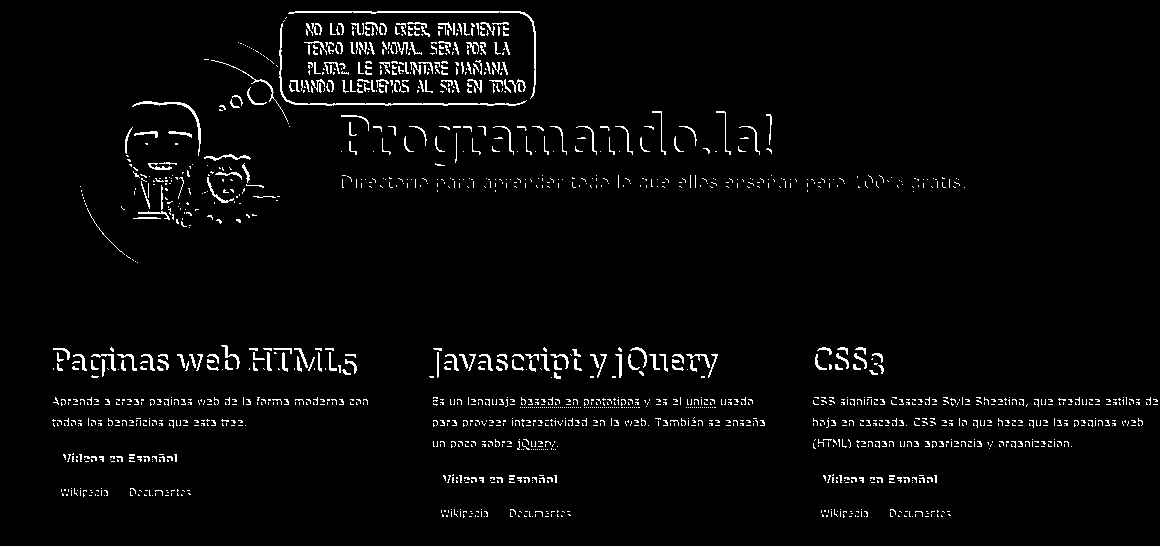 NO LO PUEDO CREER, FINALMENTE
TENGO UNA NOVIA... SERA POR LA
PLATA?, LE PREGUNTARE MAÑANA
CUANDO LLEGUEMOS AL SPA EN TOKYO
Programando.la!
Directorio para aprender todo lo que ellos enseñan pero 100% gratis.
Paginas web HTML5
Aprende a crear paginas web de la forma moderna con
todos los beneficios que esta trae.
Videos en Español
Wikipedia Documentos
Javascript y jQuery
Es un lenguaje basado en prototipos y es el unico usado
para proveer interactividad en la web. También se enseña
un poco sobre jQuery.
Videos en Español
Wikipedia Documentos
CSS3
CSS significa Cascade Style Sheeting, que traduce estilos de
hoja en cascada. CSS es lo que hace que las paginas web
(HTML) tengan una apariencia y organizacion.
Videos en Español
Wikipedia Documentos